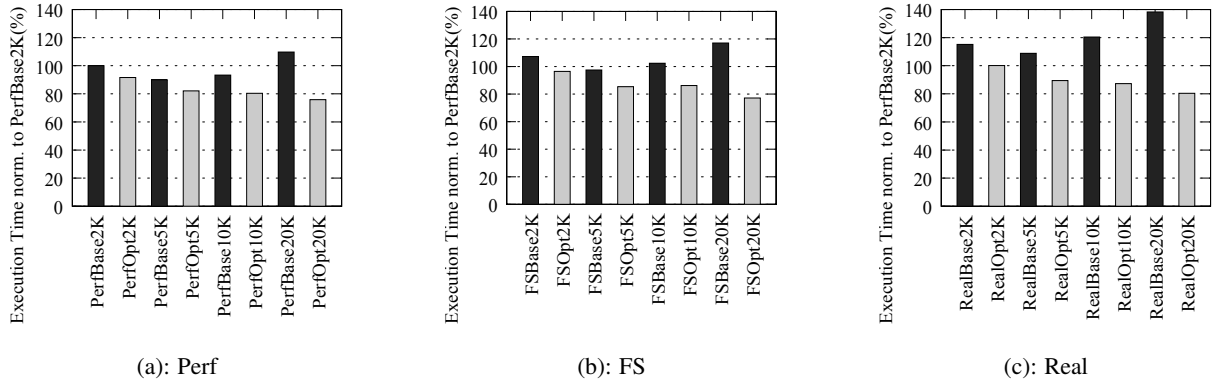 Execution Time norm. to PerfBase2K(%)
140
120
100
80
60
40
20
0
PerfBase2K
PerfOpt2K
PerfBase5K
PerfOpt5K
PerfBase10K
PerfOpt10K
PerfBase20K
PerfOpt20K
(a): Perf
Execution Time norm. to PerfBase2K(%)
140
120
100
80
60
40
20
0
FSBase2K
FSOpt2K
FSBase5K
FSOpt5K
FSBase10K
FSOpt10K
FSBase20K
FSOpt20K
(b): FS
Execution Time norm. to PerfBase2K(%)
140
120
100
80
60
40
20
0
RealBase2K
RealOpt2K
RealBase5K
RealOpt5K
RealBase10K
RealOpt10K
RealBase20K
RealOpt20K
(c): Real